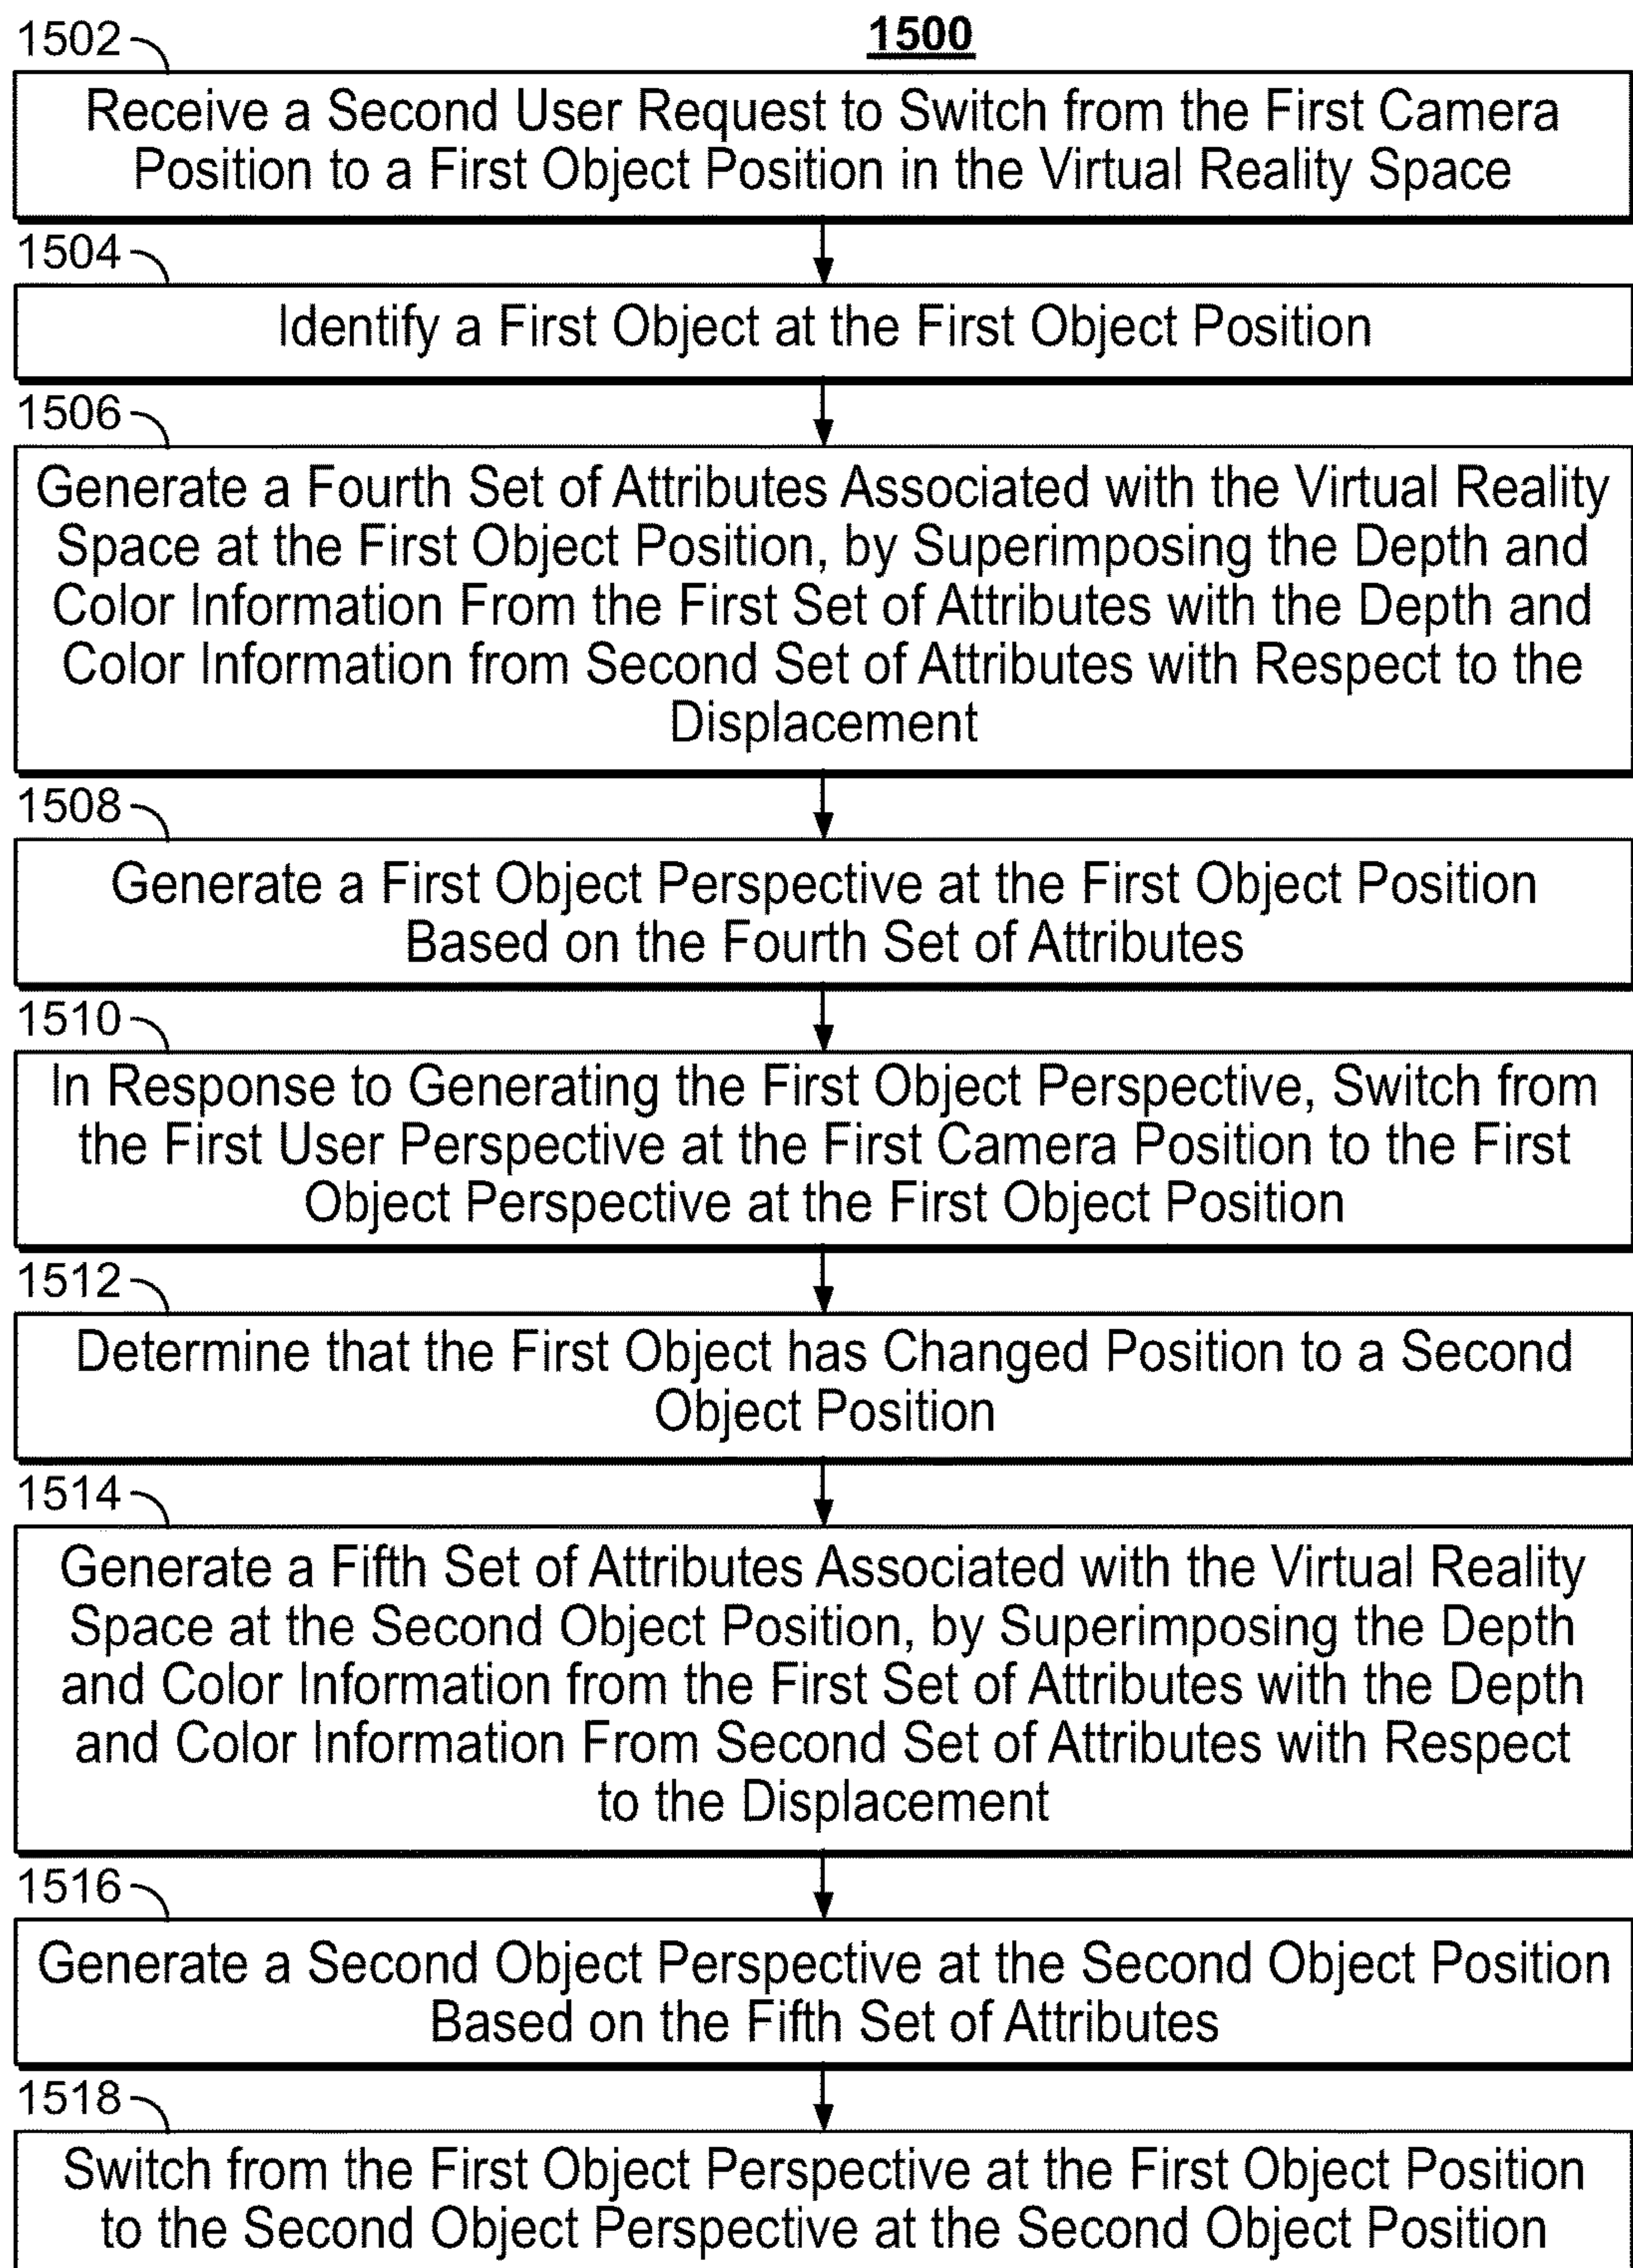 1500
1502
Receive a Second User Request to Switch from the First Camera
Position to a First Object Position in the Virtual Reality Space
1504
Identify a First Object at the First Object Position
1506
Generate a Fourth Set of Attributes Associated with the Virtual Reality
Space at the First Object Position, by Superimposing the Depth and
Color Information From the First Set of Attributes with the Depth and
Color Information from Second Set of Attributes with Respect to the
Displacement
1508
Generate a First Object Perspective at the First Object Position
Based on the Fourth Set of Attributes
1510
In Response to Generating the First Object Perspective, Switch from
the First User Perspective at the First Camera Position to the First
Object Perspective at the First Object Position
1512
Determine that the First Object has Changed Position to a Second
Object Position
1514
Generate a Fifth Set of Attributes Associated with the Virtual Reality
Space at the Second Object Position, by Superimposing the Depth
and Color Information from the First Set of Attributes with the Depth
and Color Information From Second Set of Attributes with Respect
to the Displacement
1516
Generate a Second Object Perspective at the Second Object Position
Based on the Fifth Set of Attributes
1518
Switch from the First Object Perspective at the First Object Position
to the Second Object Perspective at the Second Object Position